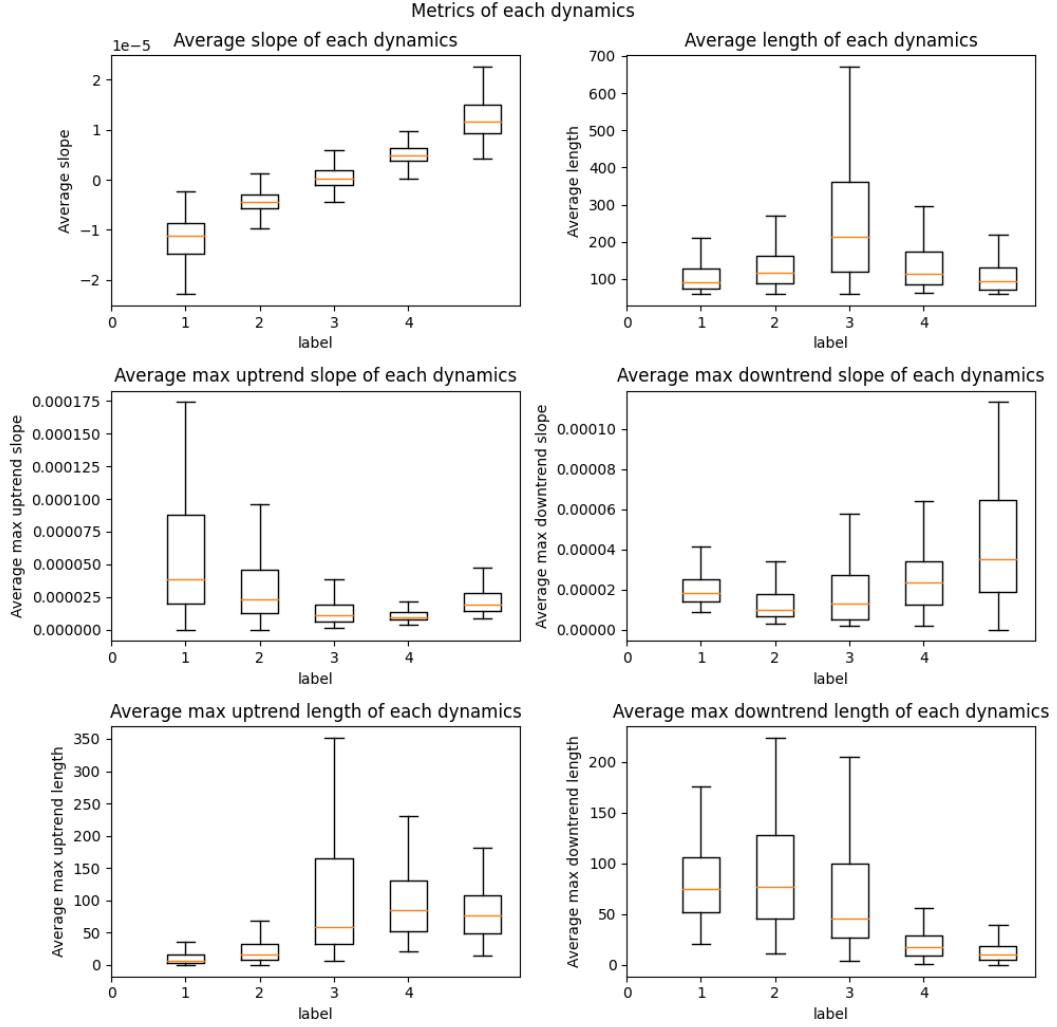 Metrics of each dynamics
Average slope of each dynamics
1e−5
Average slope
2
1
0
−1
−2
0 1 2 3 4
label
Average length of each dynamics
Average length
700
600
500
400
300
200
100
0 1 2 3 4
label
Average max uptrend slope of each dynamics
Average max uptrend slope
0.000175
0.000150
0.000125
0.000100
0.000075
0.000050
0.000025
0.000000
0 1 2 3 4
label
Average max downtrend slope of each dynamics
Average max downtrend slope
0.00010
0.00008
0.00006
0.00004
0.00002
0.00000
0 1 2 3 4
label
Average max uptrend length of each dynamics
Average max uptrend length
350
300
250
200
150
100
50
0
0 1 2 3 4
label
Average max downtrend length of each dynamics
Average max downtrend length
200
150
100
50
0
0 1 2 3 4
label